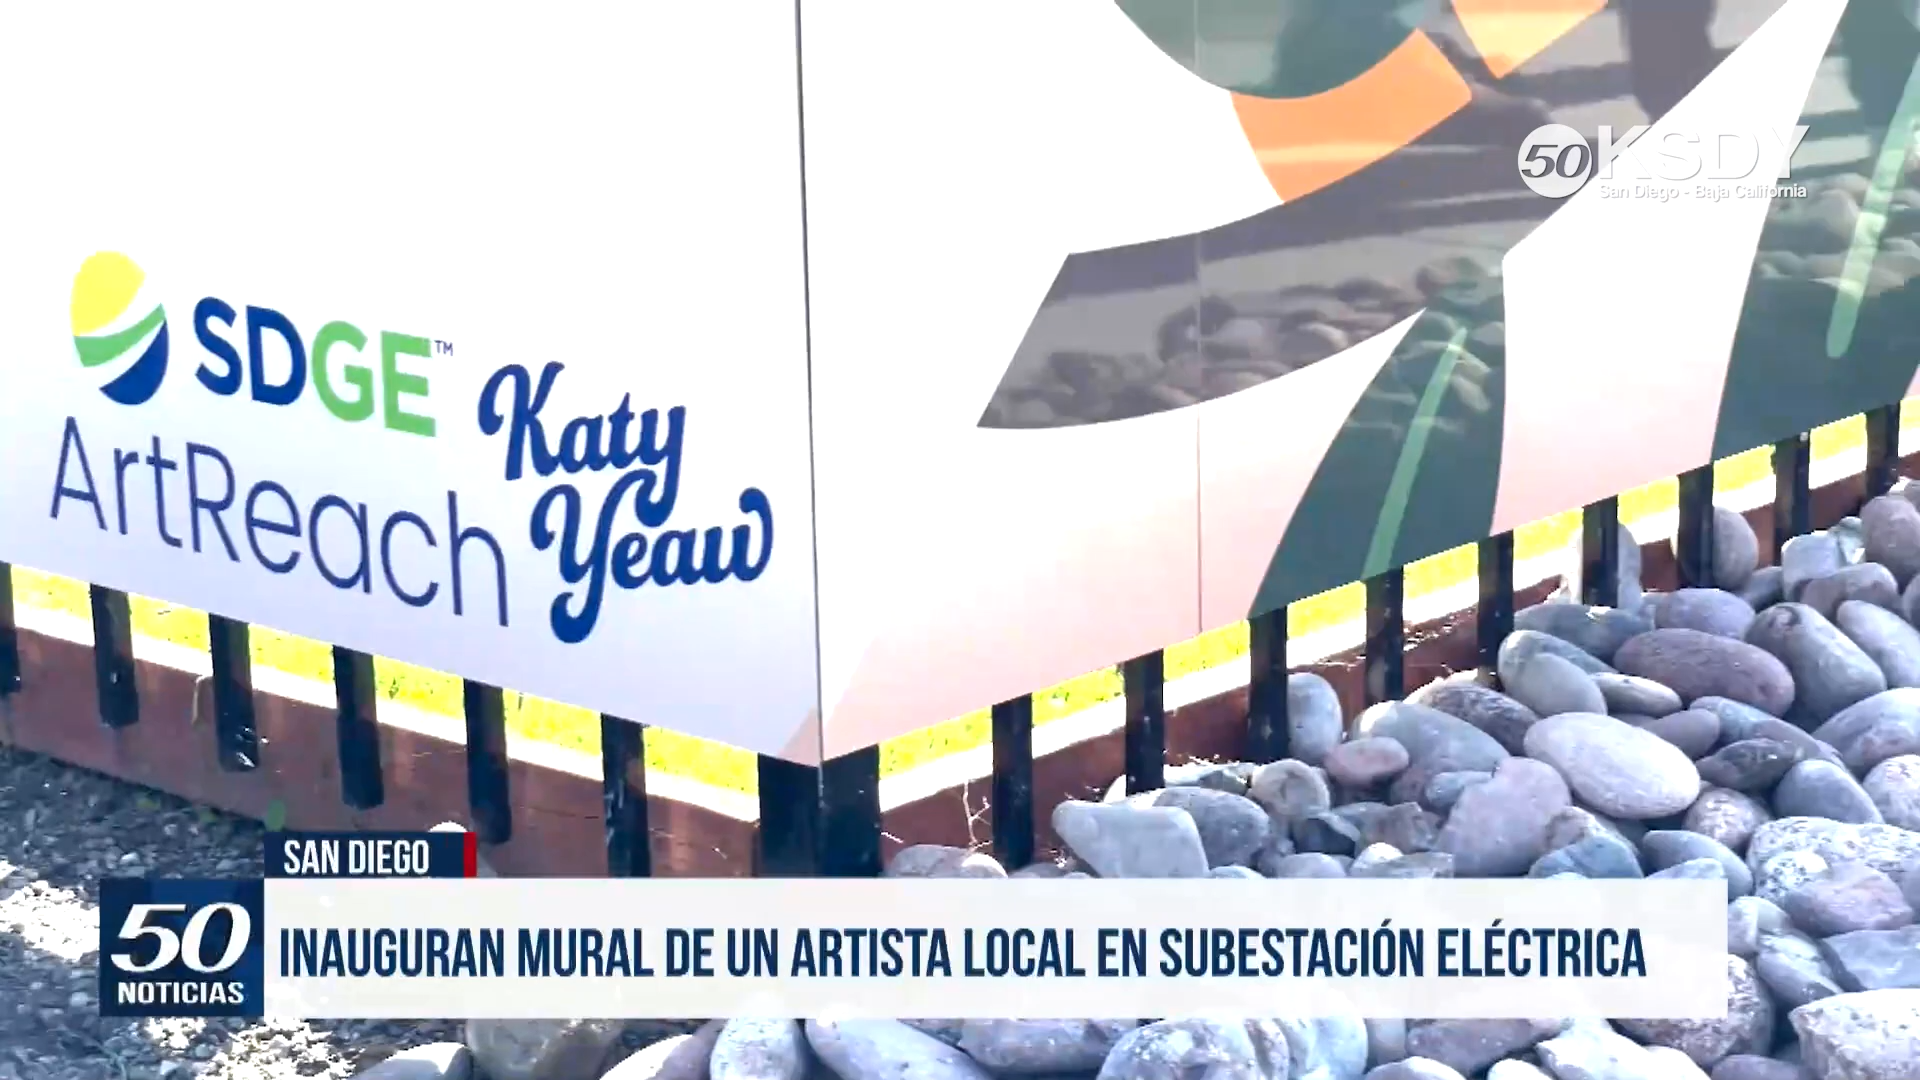 50 KSDY
San Diego - Baja California
SDGE™
ArtReach
Katy
Yeaw
SAN DIEGO
50
NOTICIAS
INAUGURAN MURAL DE UN ARTISTA LOCAL EN SUBESTACIÓN ELÉCTRICA